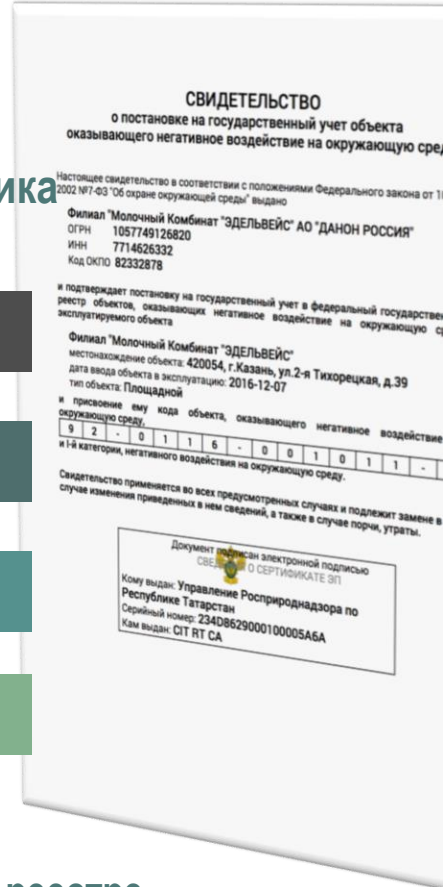 СВИДЕТЕЛЬСТВО
о постановке на государственный учет объекта
оказывающего негативное воздействие на окружающую сред
ика
Настоящее свидетельство в соответствии с положениями Федерального закона от 10
2002 №7-ФЗ "Об охране окружающей среды" выдано
Филиал "Молочный Комбинат "ЭДЕЛЬВЕЙС" АО "ДАНОН РОССИЯ"
ОГРН 1057749126820
ИНН 7714626332
Код ОКПО 82332878
и подтверждает постановку на государственный учет в федеральный государствен
реестр объектов, оказывающих негативное воздействие на окружающую ср
эксплуатируемого объекта
Филиал "Молочный Комбинат "ЭДЕЛЬВЕЙС"
местонахождение объекта: 420054, г.Казань, ул.2-я Тихорецкая, д.39
дата ввода объекта в эксплуатацию: 2016-12-07
тип объекта: Площадной
и присвоение ему кода объекта, оказывающего негативное воздействие
окружающую среду,
9 2 - 0 1 1 6 - 0 0 1 0 1 1 -
и I-й категории, негативного воздействия на окружающую среду.
Свидетельство применяется во всех предусмотренных случаях и подлежит замене в
случае изменения приведенных в нем сведений, а также в случае порчи, утраты.
Документ подписан электронной подписью
СВЕД О СЕРТИФИКАТЕ ЭП
Кому выдан: Управление Росприроднадзора по
Республике Татарстан
Серийный номер: 234D8629000100005A6A
Кам выдан: CIT RT CA